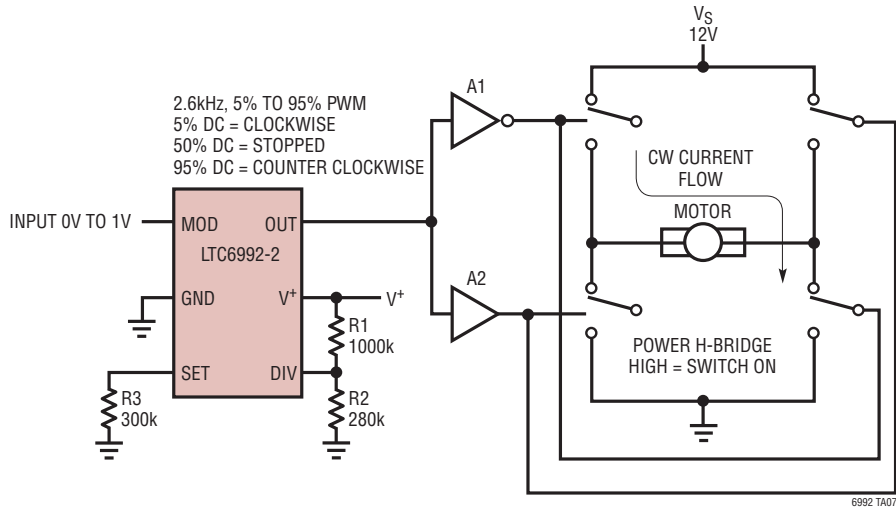 VS
12V
A1
2.6kHz, 5% TO 95% PWM
5% DC = CLOCKWISE
50% DC = STOPPED
95% DC = COUNTER CLOCKWISE
CW CURRENT
FLOW
MOTOR
INPUT 0V TO 1V
MOD
OUT
LTC6992-2
GND
V+
V+
R1
1000k
SET
DIV
R3
300k
R2
280k
A2
POWER H-BRIDGE
HIGH = SWITCH ON
6992 TA07